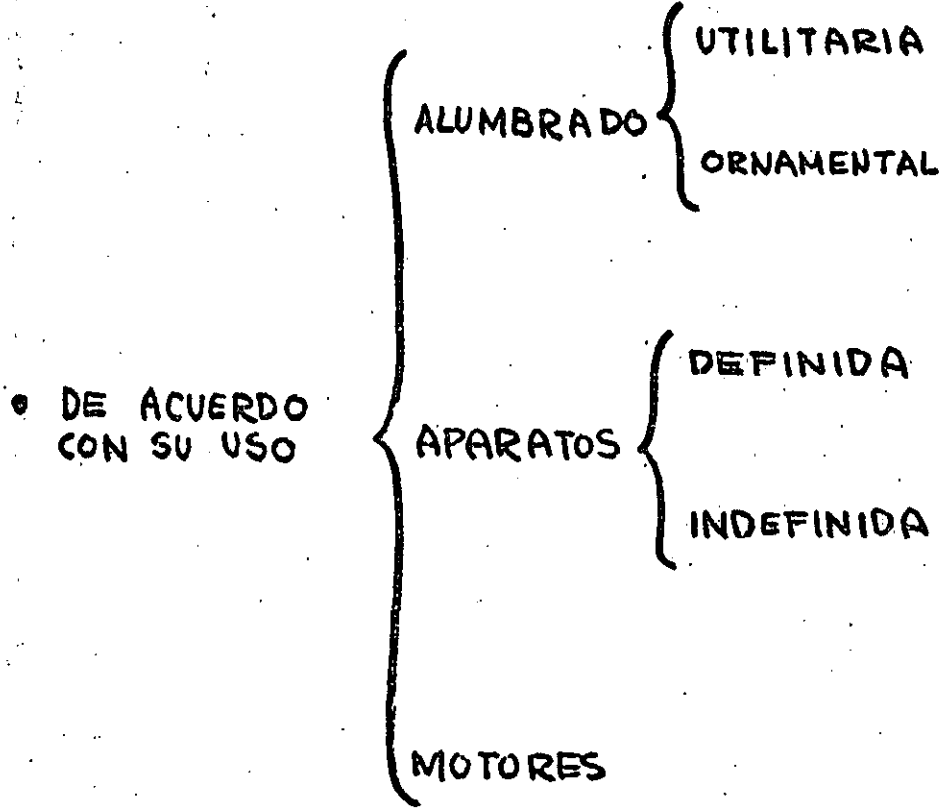 UTILITARIA
ALUMBRADO
ORNAMENTAL
DEFINIDA
• DE ACUERDO
CON SU USO
APARATOS
INDEFINIDA
MOTORES